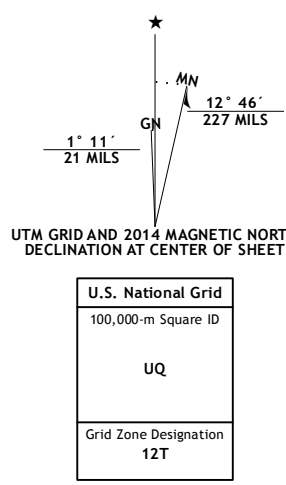 ★
MN
GN
12° 46´
227 MILS
1° 11´
21 MILS
UTM GRID AND 2014 MAGNETIC NORT
DECLINATION AT CENTER OF SHEET
U.S. National Grid
100,000-m Square ID
UQ
Grid Zone Designation
12T